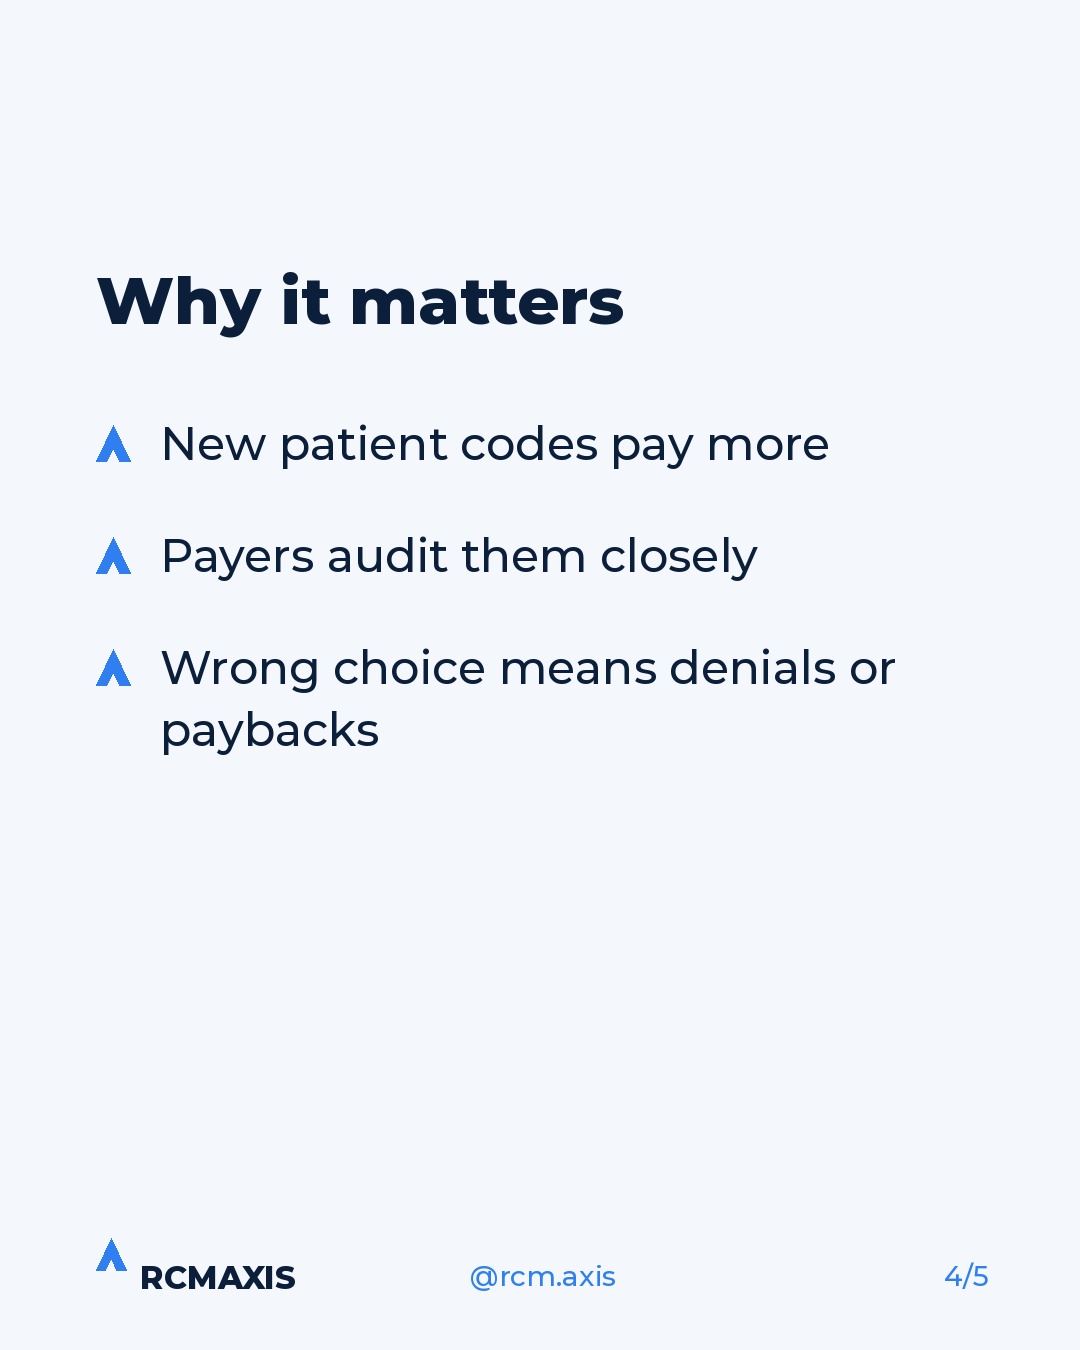 Why it matters
New patient codes pay more
Payers audit them closely
Wrong choice means denials or
paybacks
RCMAXIS
@rcm.axis
4/5